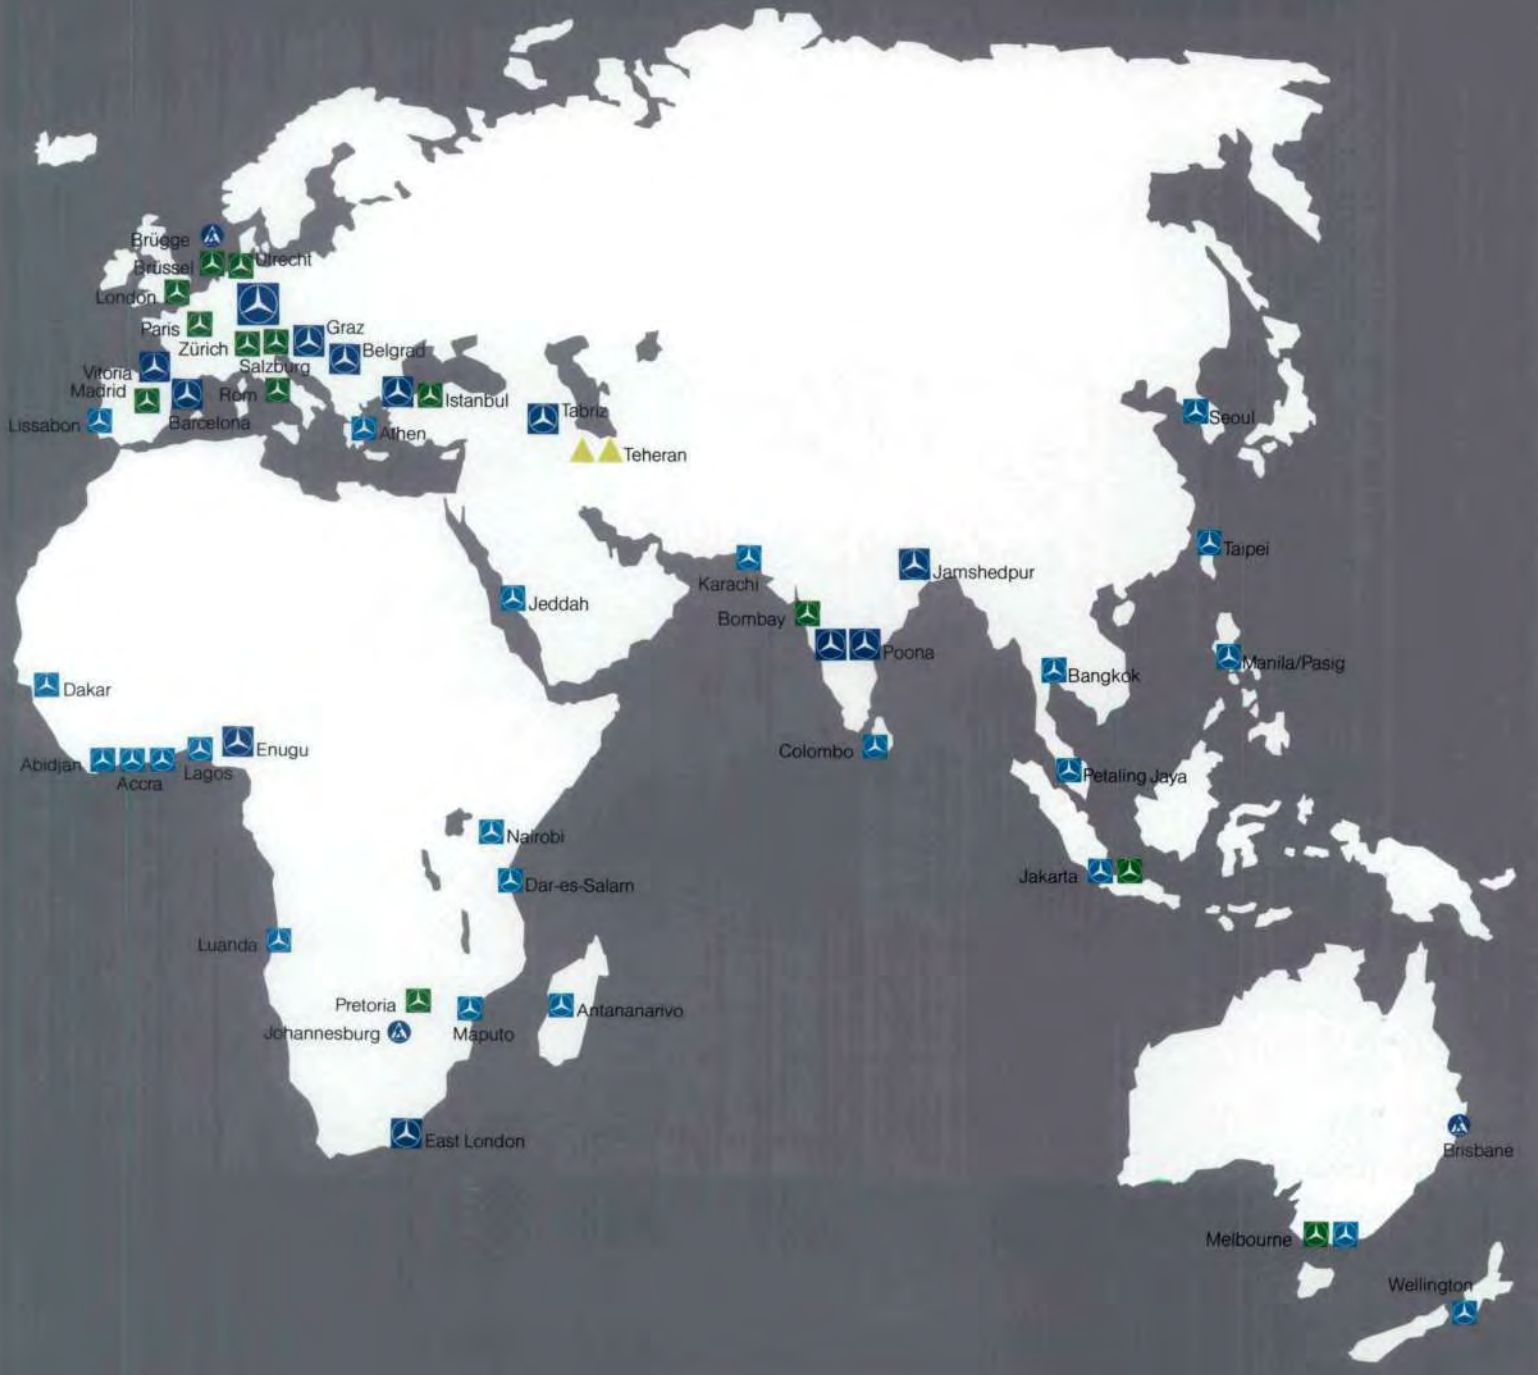 Brügge
Brüssel
Utrecht
London
Paris
Graz
Zürich
Belgrad
Salzburg
Vitoria
Madrid
Rom
Istanbul
Barcelona
Lissabon
Athen
Tabriz
Teheran
Seoul
Taipei
Karachi
Jamshedpur
Jeddah
Bombay
Poona
Manila/Pasig
Bangkok
Dakar
Enugu
Colombo
Abidjan
Lagos
Accra
Petaling Jaya
Nairobi
Jakarta
Dar-es-Salam
Luanda
Pretoria
Antananarivo
Johannesburg
Maputo
East London
Brisbane
Melbourne
Wellington